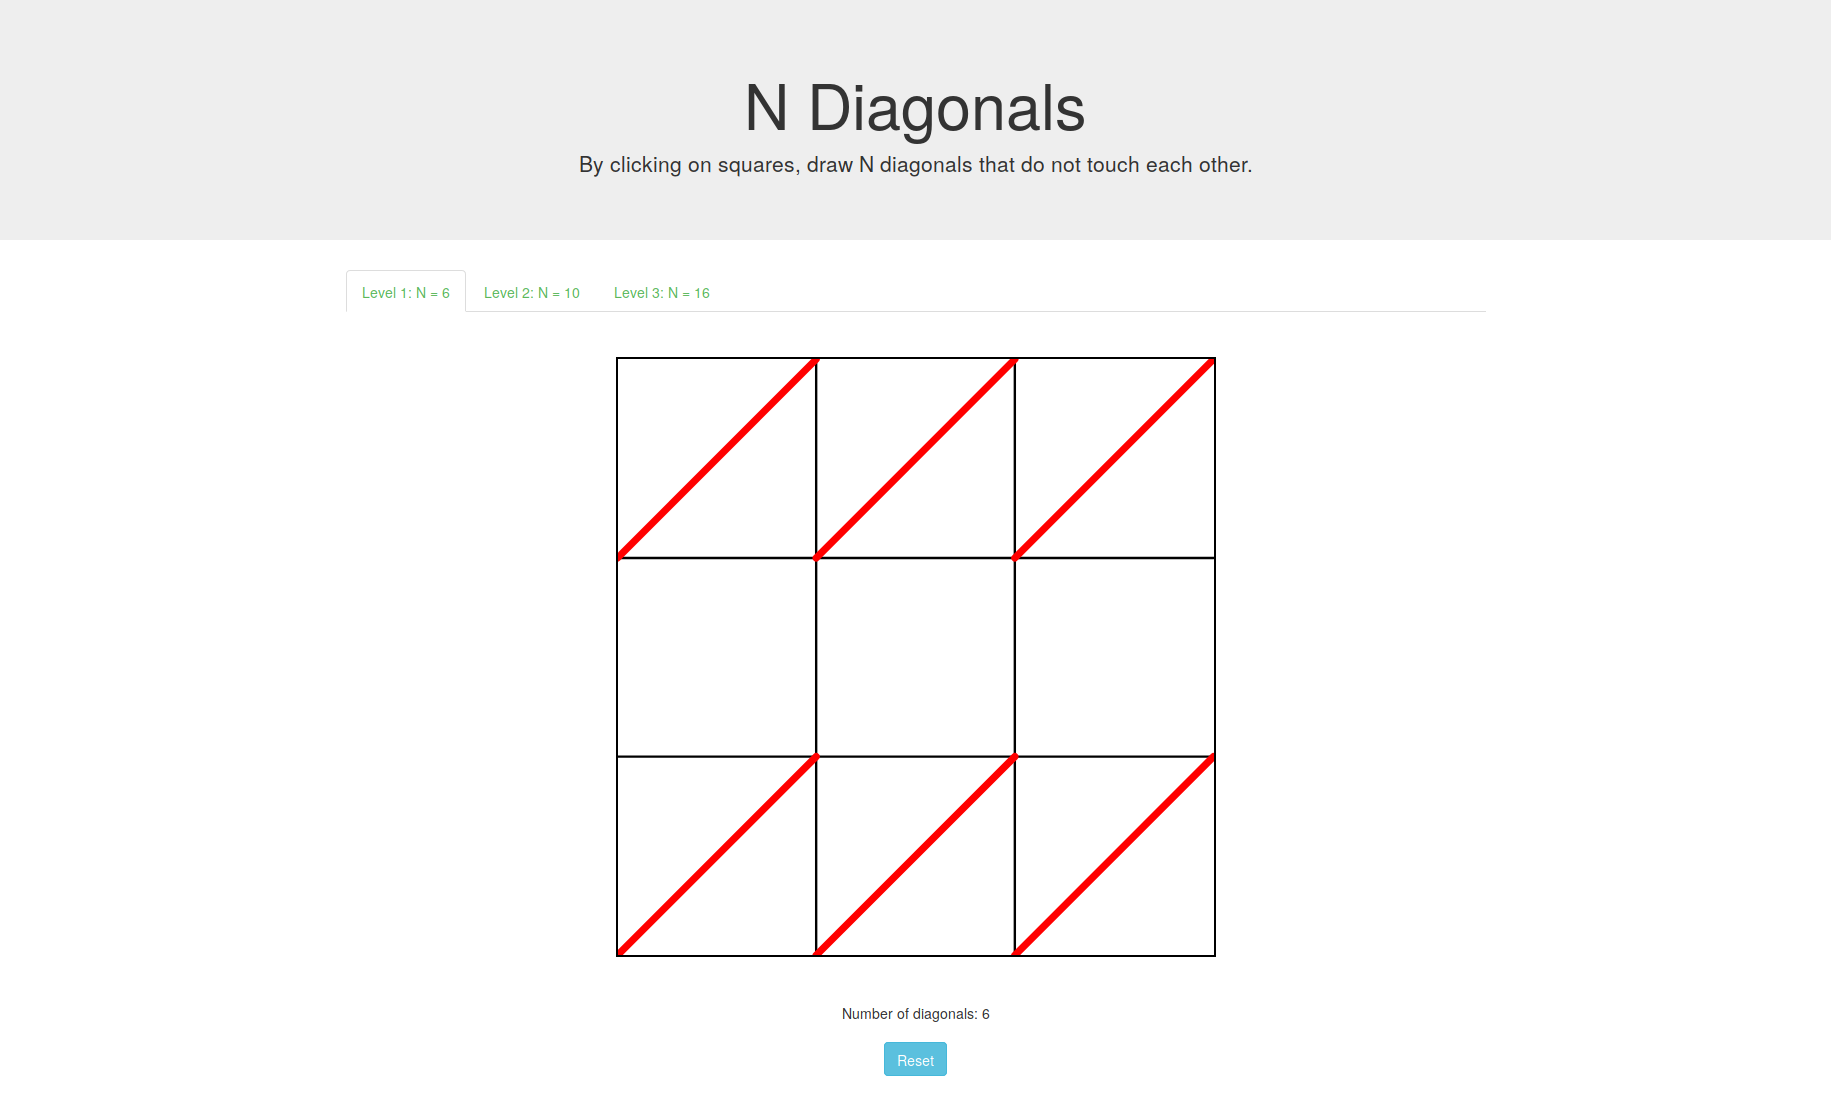 N Diagonals
By clicking on squares, draw N diagonals that do not touch each other.
Level 1: N = 6
Level 2: N = 10
Level 3: N = 16
Number of diagonals: 6
Reset